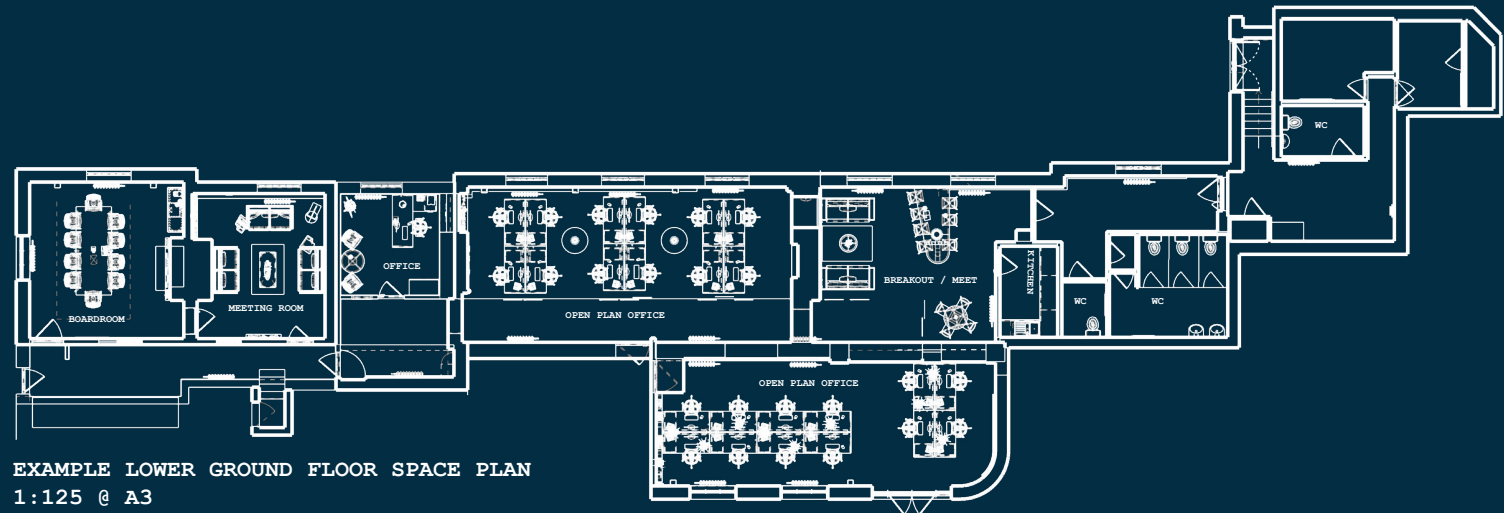 WC
BOARDROOM
MEETING ROOM
OFFICE
OPEN PLAN OFFICE
BREAKOUT / MEET
KITCHEN
WC
WC
OPEN PLAN OFFICE
EXAMPLE LOWER GROUND FLOOR SPACE PLAN
1:125 @ A3